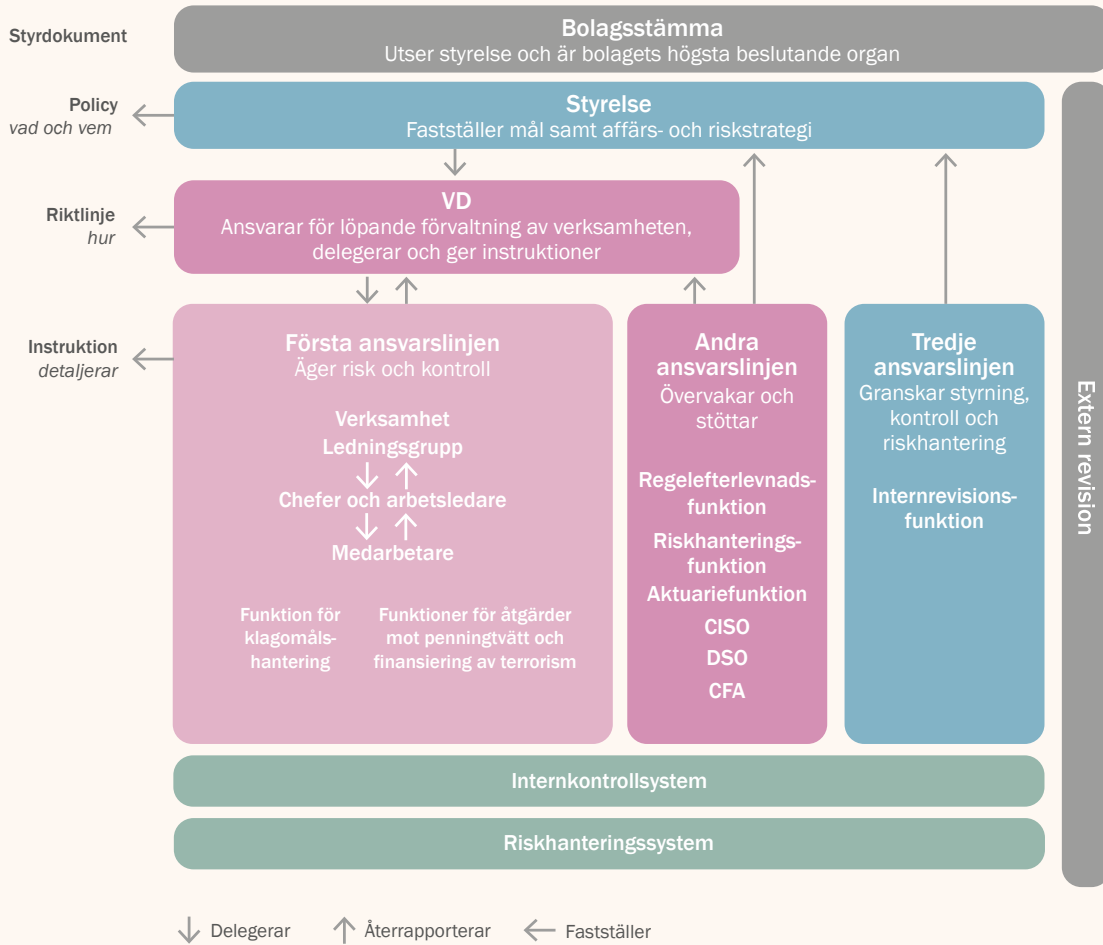 Styrdokument
Bolagsstämma
Utser styrelse och är bolagets högsta beslutande organ
Policy
vad och vem
Styrelse
Fastställer mål samt affärs- och riskstrategi
Riktlinje
hur
VD
Ansvarar för löpande förvaltning av verksamheten,
delegerar och ger instruktioner
Instruktion
detaljerar
Första ansvarslinjen
Äger risk och kontroll
Verksamhet
Ledningsgrupp
Chefer och arbetsledare
Medarbetare
Funktion för
klagomåls-
hantering
Funktioner för åtgärder
mot penningtvätt och
finansiering av terrorism
Andra
ansvarslinjen
Övervakar och
stöttar
Regelefterlevnads-
funktion
Riskhanterings-
funktion
Aktuariefunktion
CISO
DSO
CFA
Tredje
ansvarslinjen
Granskar styrning,
kontroll och
riskhantering
Internrevisions-
funktion
Extern revision
Internkontrollsystem
Riskhanteringssystem
Delegerar
Återrapporterar
Fastställer